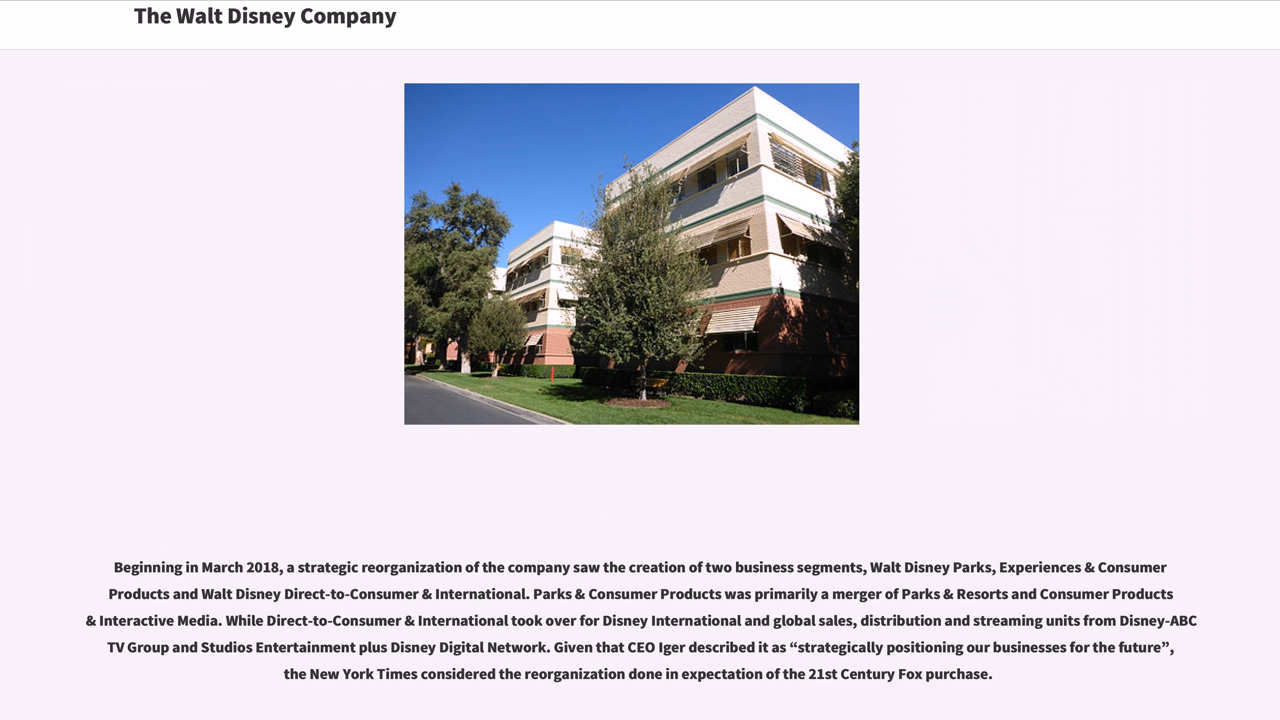 The Walt Disney Company
Beginning in March 2018, a strategic reorganization of the company saw the creation of two business segments, Walt Disney Parks, Experiences & Consumer
Products and Walt Disney Direct-to-Consumer & International. Parks & Consumer Products was primarily a merger of Parks & Resorts and Consumer Products
& Interactive Media. While Direct-to-Consumer & International took over for Disney International and global sales, distribution and streaming units from Disney-ABC
TV Group and Studios Entertainment plus Disney Digital Network. Given that CEO Iger described it as “strategically positioning our businesses for the future”,
the New York Times considered the reorganization done in expectation of the 21st Century Fox purchase.